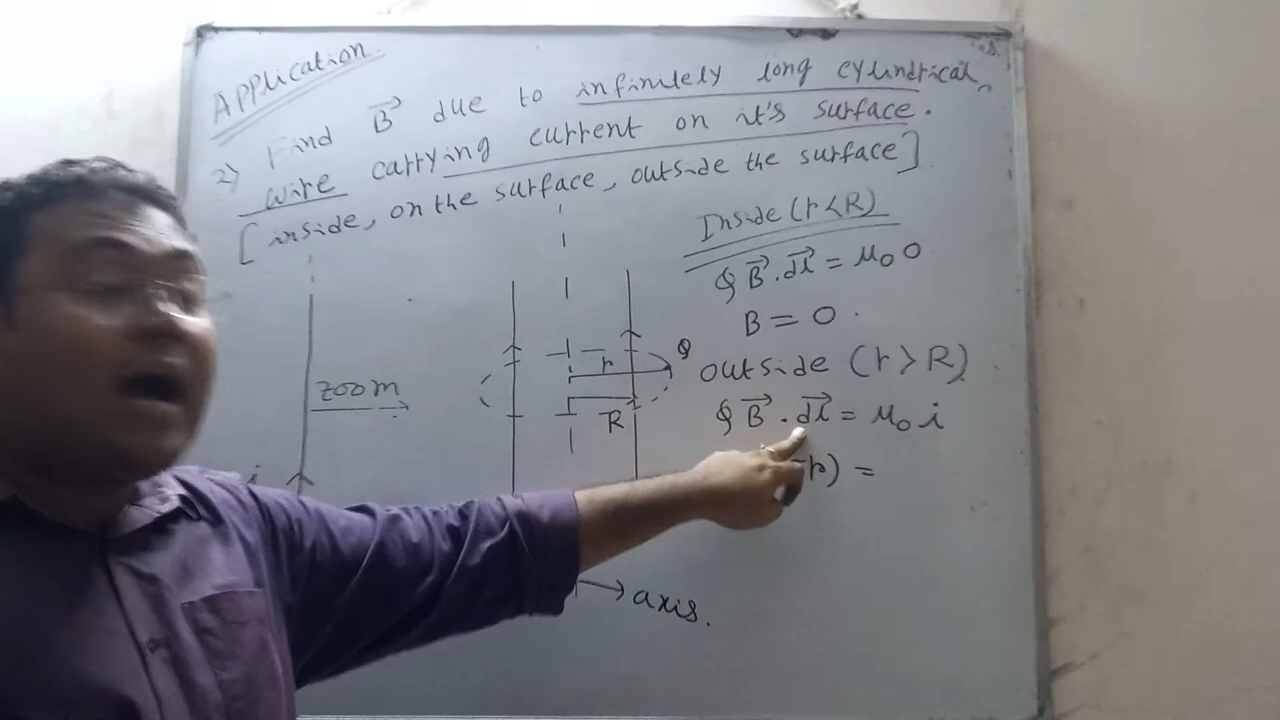 Application.
2) Find B⃗ due to infinitely long cylindrical
wire carrying current on it's surface.
[inside, on the surface, outside the surface]
Inside (r<R)
∮ B⃗ . dl⃗ = μ₀ 0
B = 0 .
outside (r>R)
∮ B⃗ . dl⃗ = μ₀ i
r) =
zoom
r
R
i
axis.